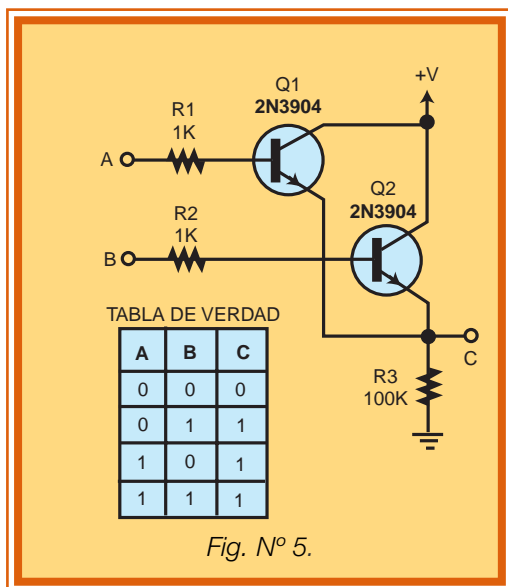 +V
Q1
2N3904
R1
1K
A
Q2
2N3904
R2
1K
B
TABLA DE VERDAD
A B C
0 0 0
0 1 1
1 0 1
1 1 1
C
R3
100K
Fig. Nº 5.